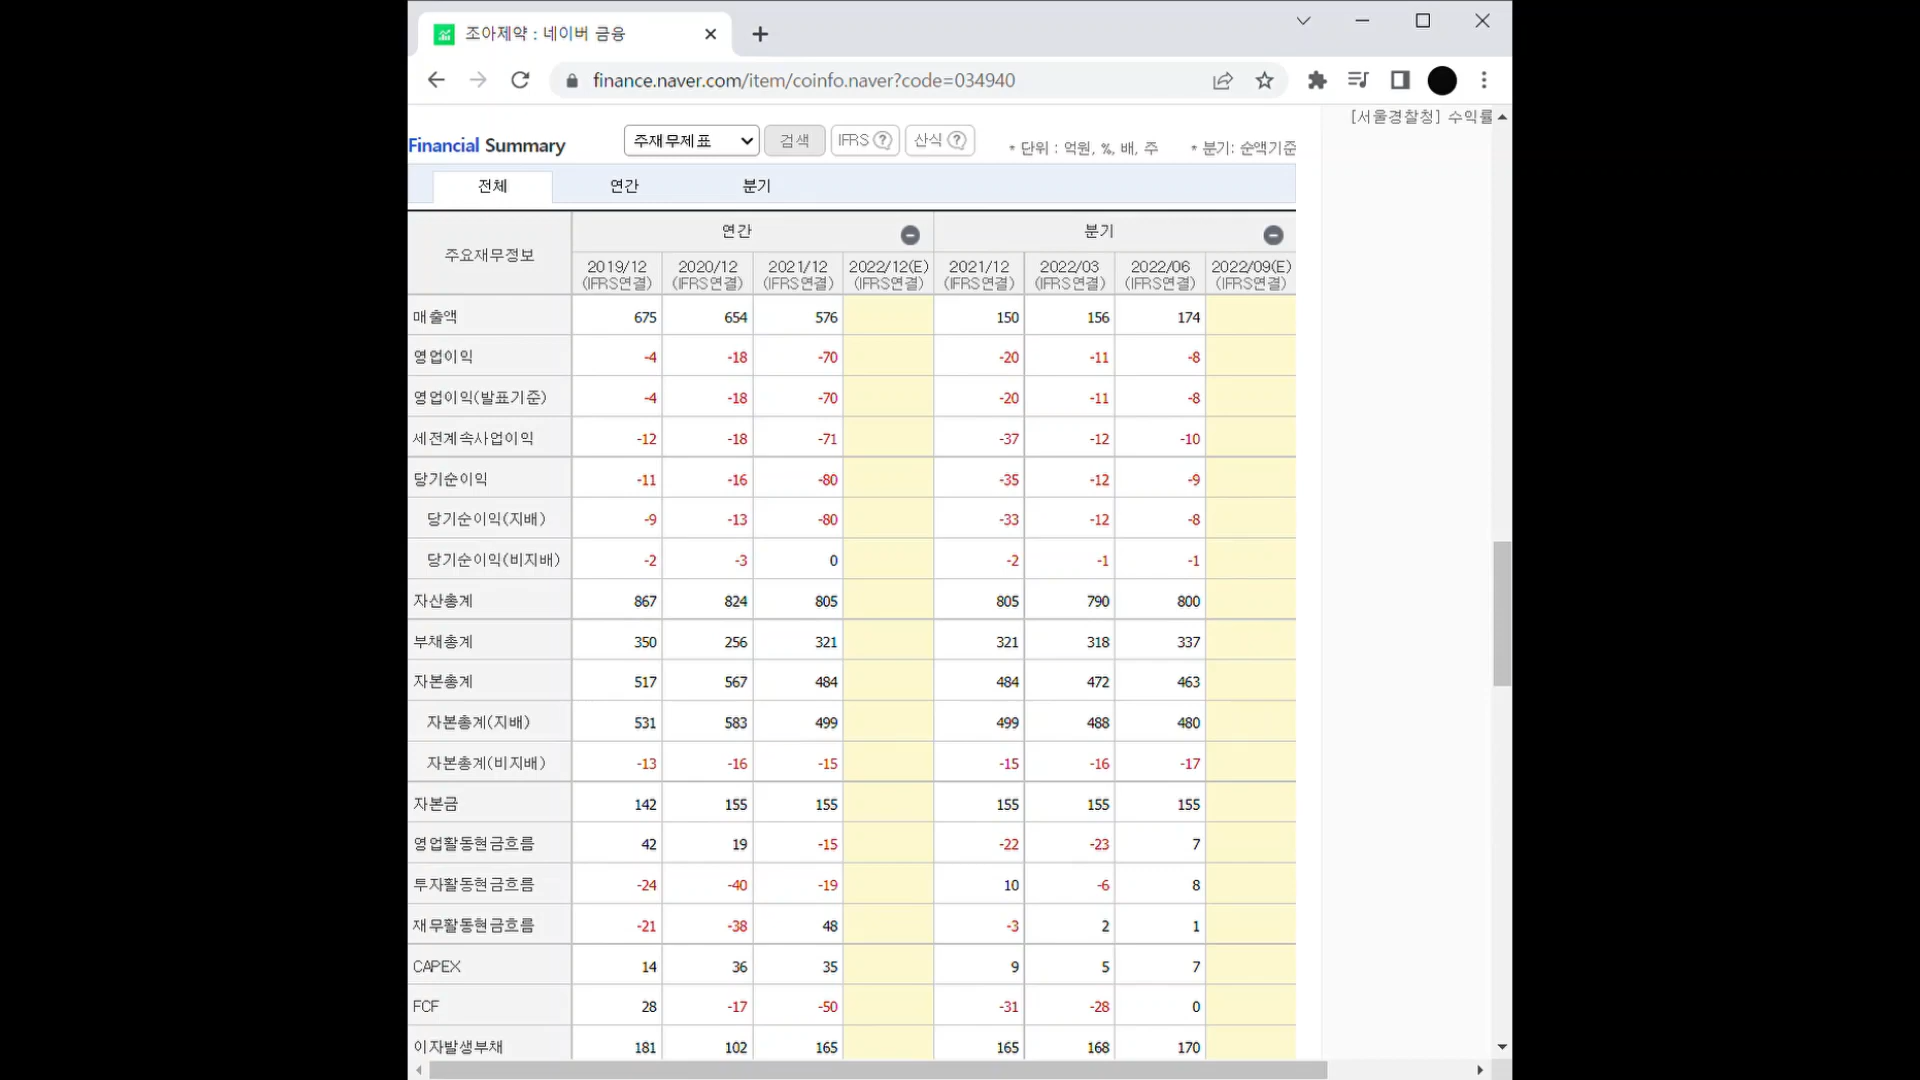 조아제약 : 네이버 금융
finance.naver.com/item/coinfo.naver?code=034940
[서울경찰청] 수익률
Financial Summary 주재무제표 검색 IFRS ? 산식 ? * 단위 : 억원, %, 배, 주 * 분기: 순액기준
전체 연간 분기
주요재무정보 연간 분기
2019/12 2020/12 2021/12 2022/12(E) 2021/12 2022/03 2022/06 2022/09(E)
(IFRS연결) (IFRS연결) (IFRS연결) (IFRS연결) (IFRS연결) (IFRS연결) (IFRS연결) (IFRS연결)
매출액 675 654 576 150 156 174
영업이익 -4 -18 -70 -20 -11 -8
영업이익(발표기준) -4 -18 -70 -20 -11 -8
세전계속사업이익 -12 -18 -71 -37 -12 -10
당기순이익 -11 -16 -80 -35 -12 -9
당기순이익(지배) -9 -13 -80 -33 -12 -8
당기순이익(비지배) -2 -3 0 -2 -1 -1
자산총계 867 824 805 805 790 800
부채총계 350 256 321 321 318 337
자본총계 517 567 484 484 472 463
자본총계(지배) 531 583 499 499 488 480
자본총계(비지배) -13 -16 -15 -15 -16 -17
자본금 142 155 155 155 155 155
영업활동현금흐름 42 19 -15 -22 -23 7
투자활동현금흐름 -24 -40 -19 10 -6 8
재무활동현금흐름 -21 -38 48 -3 2 1
CAPEX 14 36 35 9 5 7
FCF 28 -17 -50 -31 -28 0
이자발생부채 181 102 165 165 168 170